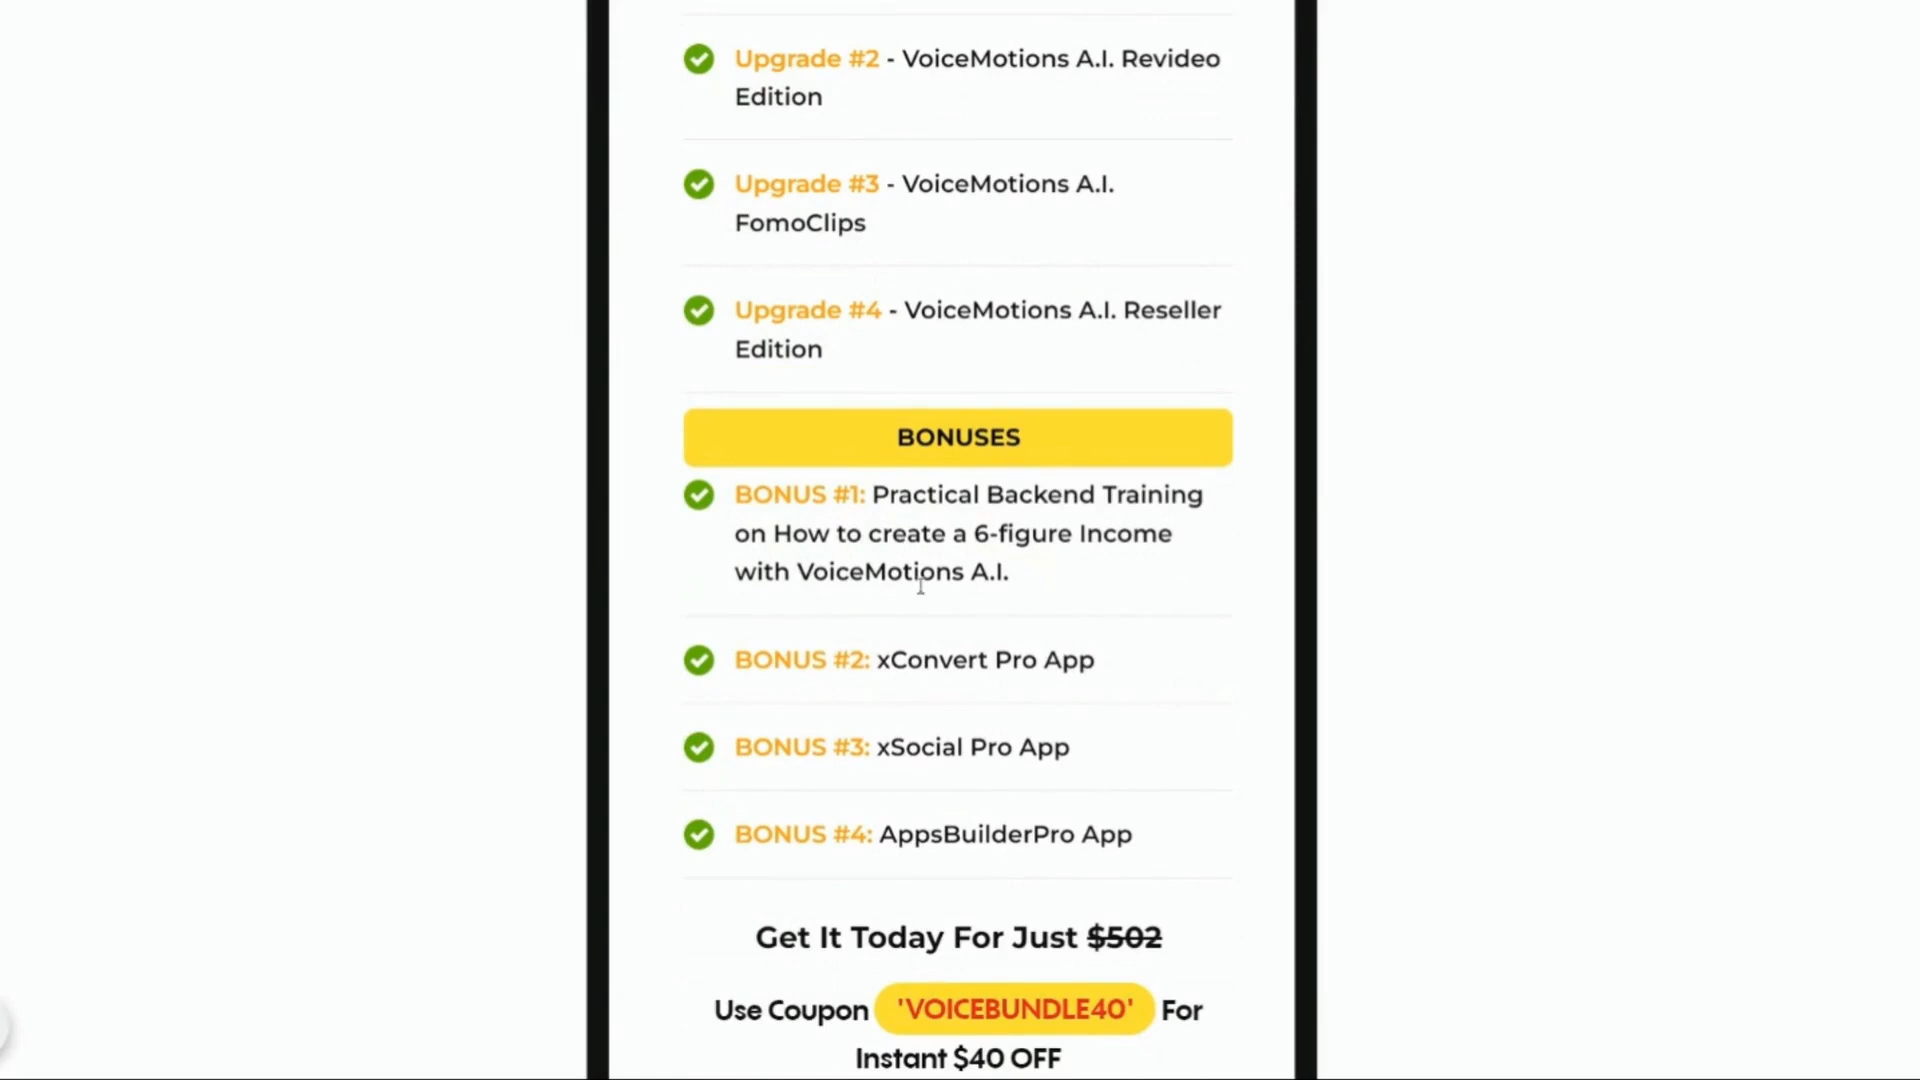 Upgrade #2 - VoiceMotions A.I. Revideo
Edition
Upgrade #3 - VoiceMotions A.I.
FomoClips
Upgrade #4 - VoiceMotions A.I. Reseller
Edition
BONUSES
BONUS #1: Practical Backend Training
on How to create a 6-figure Income
with VoiceMotions A.I.
BONUS #2: xConvert Pro App
BONUS #3: xSocial Pro App
BONUS #4: AppsBuilderPro App
Get It Today For Just $502
Use Coupon 'VOICEBUNDLE40' For
Instant $40 OFF